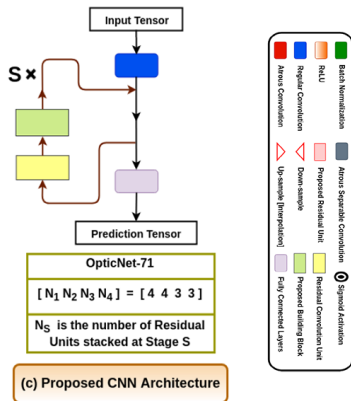 Input Tensor
S ×
Prediction Tensor
OpticNet-71
[ N1 N2 N3 N4 ] = [ 4 4 3 3 ]
NS is the number of Residual
Units stacked at Stage S
(c) Proposed CNN Architecture
Atrous Convolution
Regular Convolution
ReLU
Batch Normalization
Up-sample [Interpolation]
Down-sample
Proposed Residual Unit
Atrous Separable Convolution
Fully Connected
Layers
Proposed Building Block
Residual Convolution Unit
Sigmoid Activation